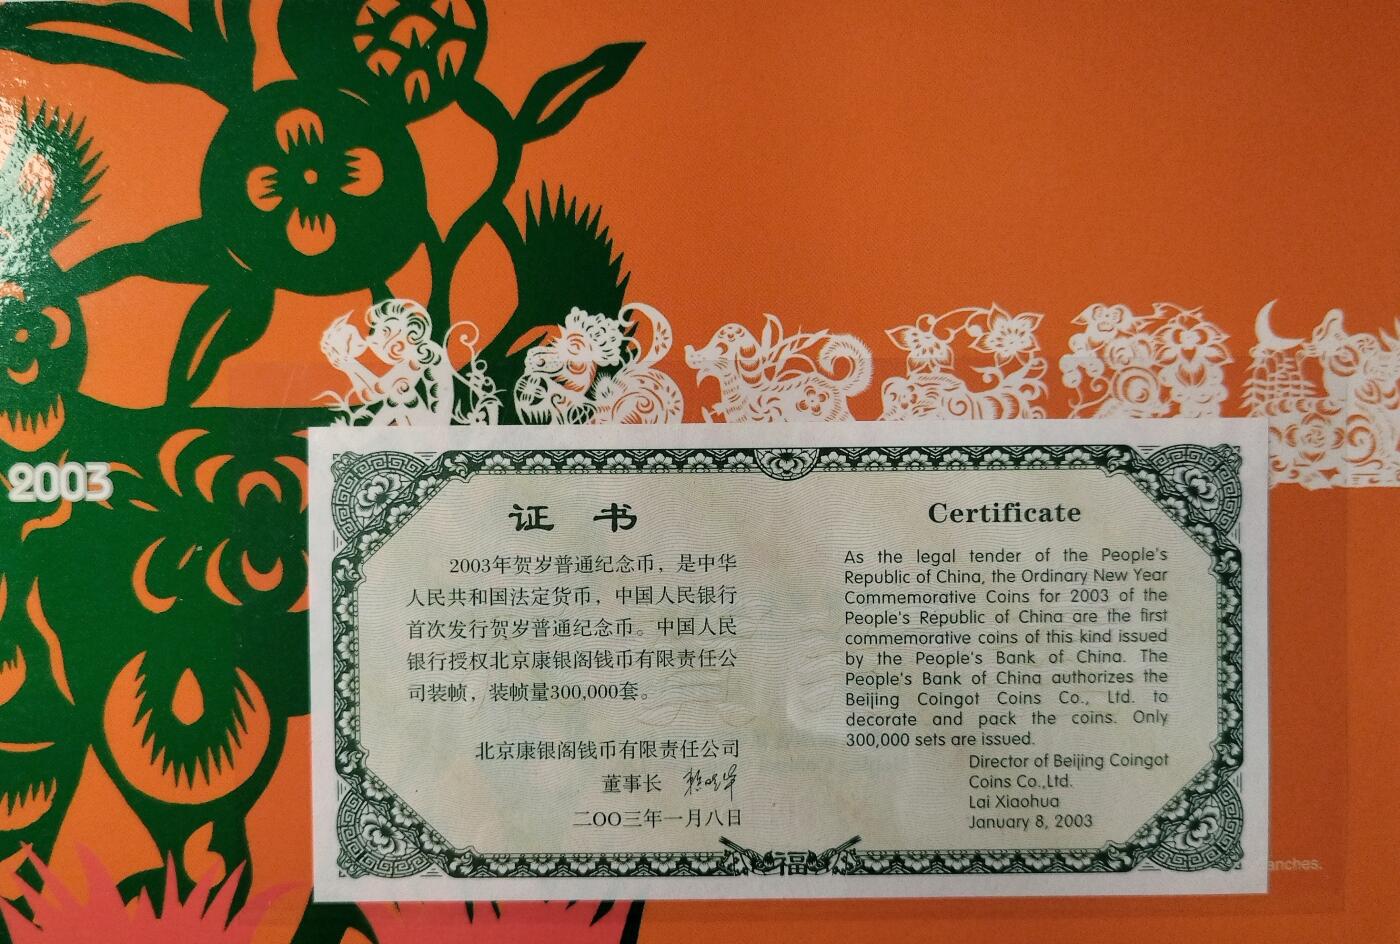 2003
证 书
2003年贺岁普通纪念币，是中华
人民共和国法定货币，中国人民银行
首次发行贺岁普通纪念币。中国人民
银行授权北京康银阁钱币有限责任公
司装帧，装帧量300,000套。
北京康银阁钱币有限责任公司
董事长
二OO三年一月八日
Certificate
As the legal tender of the People's
Republic of China, the Ordinary New Year
Commemorative Coins for 2003 of the
People's Republic of China are the first
commemorative coins of this kind issued
by the People's Bank of China. The
People's Bank of China authorizes the
Beijing Coingot Coins Co., Ltd. to
decorate and pack the coins. Only
300,000 sets are issued.
Director of Beijing Coingot
Coins Co.,Ltd.
Lai Xiaohua
January 8, 2003
福
anches.